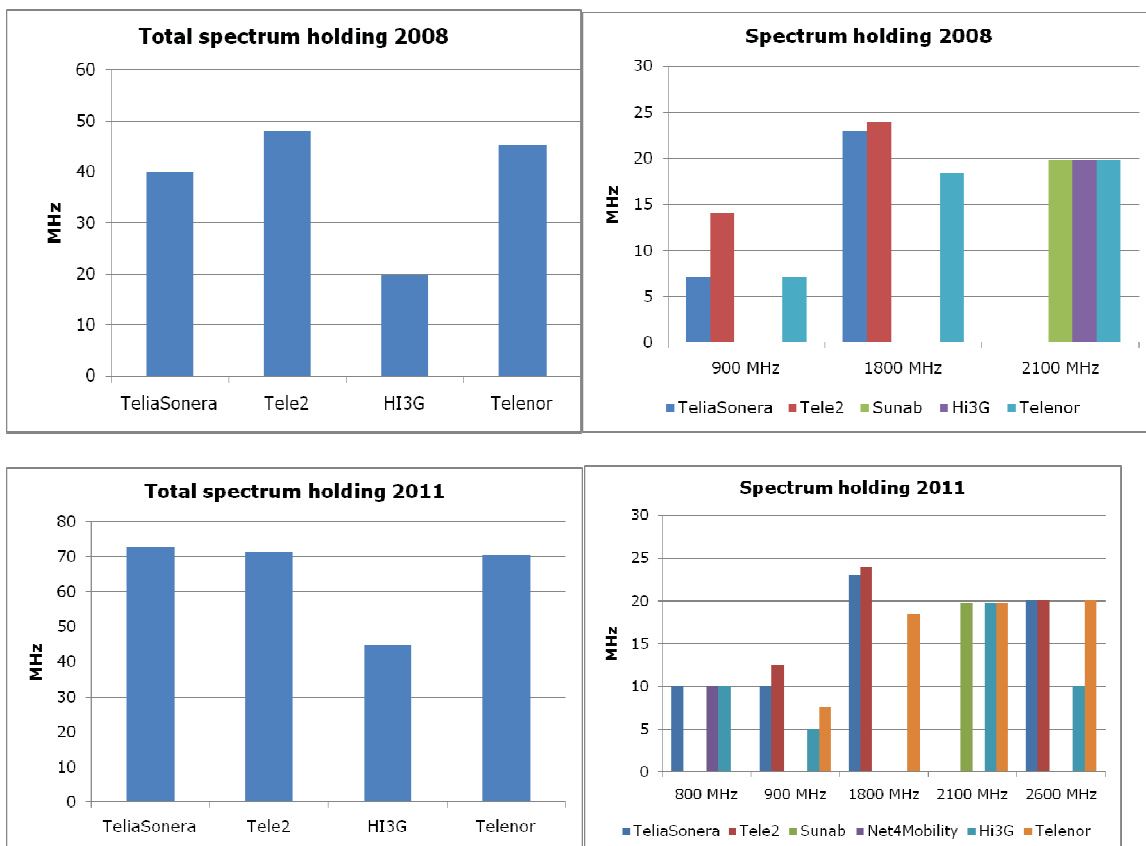 Total spectrum holding 2008
60
50
40
30
20
10
0
MHz
TeliaSonera Tele2 HI3G Telenor
Spectrum holding 2008
30
25
20
15
10
5
0
MHz
900 MHz 1800 MHz 2100 MHz
TeliaSonera Tele2 Sunab Hi3G Telenor
Total spectrum holding 2011
80
70
60
50
40
30
20
10
0
MHz
TeliaSonera Tele2 HI3G Telenor
Spectrum holding 2011
30
25
20
15
10
5
0
MHz
800 MHz 900 MHz 1800 MHz 2100 MHz 2600 MHz
TeliaSonera Tele2 Sunab Net4Mobility Hi3G Telenor